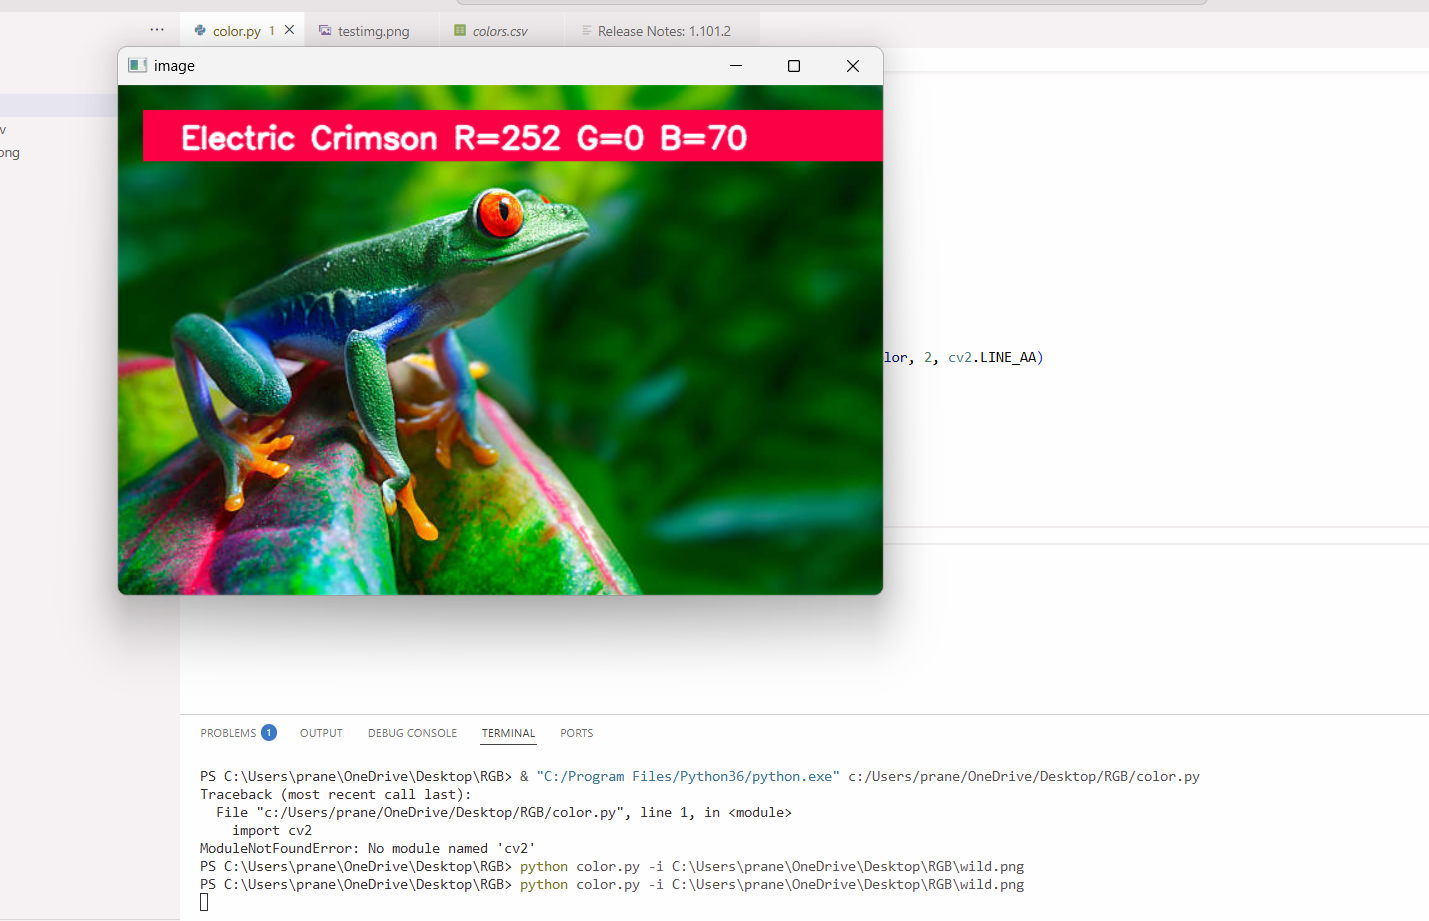 color.py 1
testimg.png
colors.csv
Release Notes: 1.101.2
image
v
ong
Electric Crimson R=252 G=0 B=70
lor, 2, cv2.LINE_AA)
PROBLEMS 1
OUTPUT
DEBUG CONSOLE
TERMINAL
PORTS
PS C:\Users\prane\OneDrive\Desktop\RGB> & "C:/Program Files/Python36/python.exe" c:/Users/prane/OneDrive/Desktop/RGB/color.py
Traceback (most recent call last):
  File "c:/Users/prane/OneDrive/Desktop/RGB/color.py", line 1, in <module>
    import cv2
ModuleNotFoundError: No module named 'cv2'
PS C:\Users\prane\OneDrive\Desktop\RGB> python color.py -i C:\Users\prane\OneDrive\Desktop\RGB\wild.png
PS C:\Users\prane\OneDrive\Desktop\RGB> python color.py -i C:\Users\prane\OneDrive\Desktop\RGB\wild.png